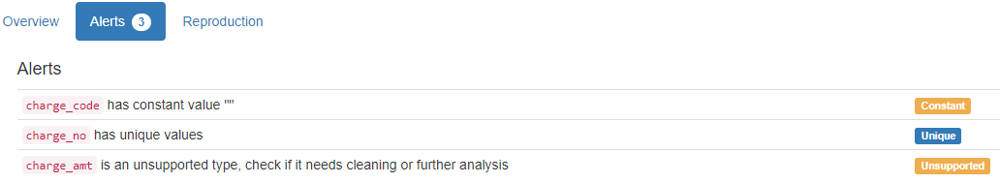 Overview Alerts 3 Reproduction
Alerts
charge_code has constant value "" Constant
charge_no has unique values Unique
charge_amt is an unsupported type, check if it needs cleaning or further analysis Unsupported